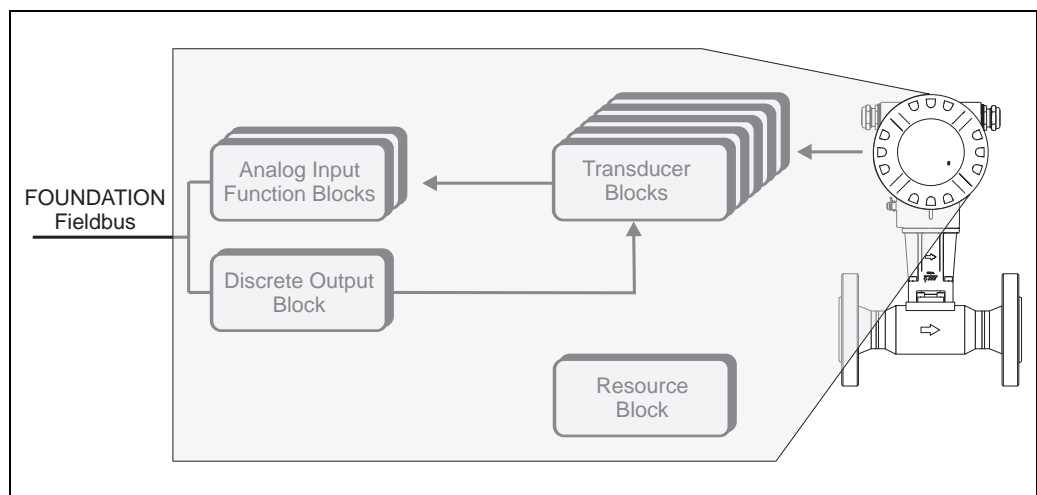 FOUNDATION
Fieldbus
Analog Input
Function Blocks
Transducer
Blocks
Discrete Output
Block
Resource
Block